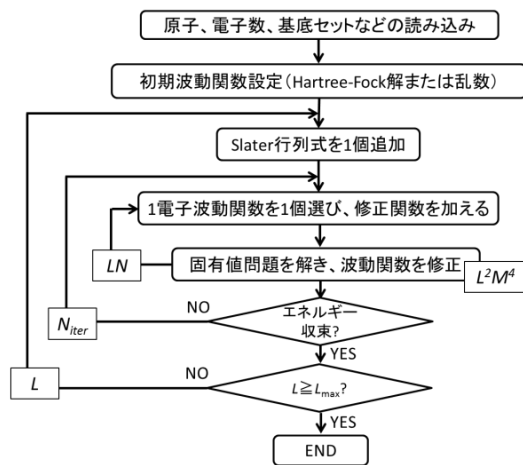 原子、電子数、基底セットなどの読み込み
初期波動関数設定(Hartree-Fock解または乱数)
Slater行列式を1個追加
1電子波動関数を1個選び、修正関数を加える
LN
固有値問題を解き、波動関数を修正
L²M⁴
NO
エネルギー
収束?
N_iter
YES
NO
L
L≧L_max?
YES
END